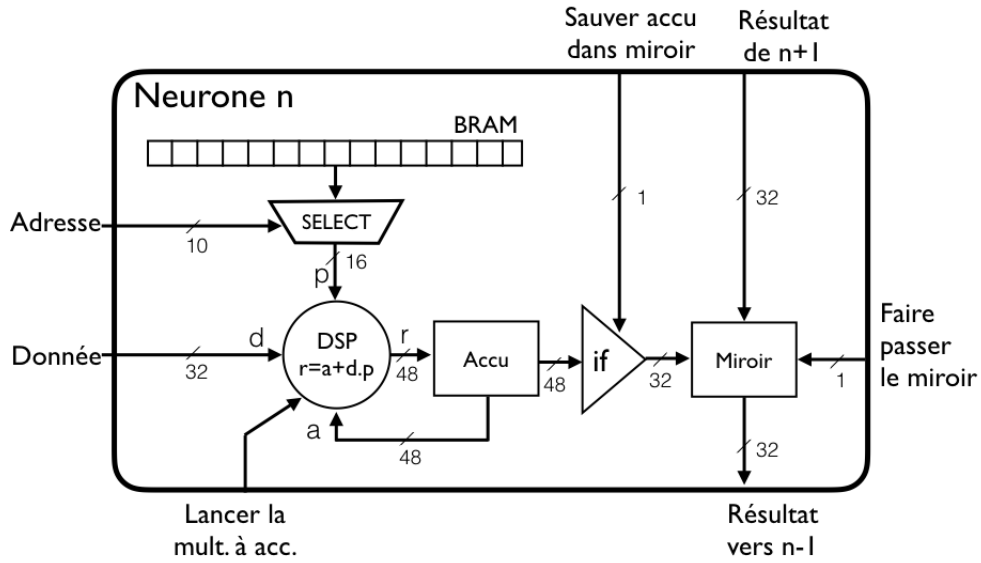 Sauver accu
dans miroir
Résultat
de n+1
Neurone n
BRAM
Adresse
10
SELECT
16
p
1
32
Donnée
32
d
DSP
r=a+d.p
r
48
Accu
48
if
32
Miroir
1
Faire
passer
le miroir
a
48
32
Lancer la
mult. à acc.
Résultat
vers n-1